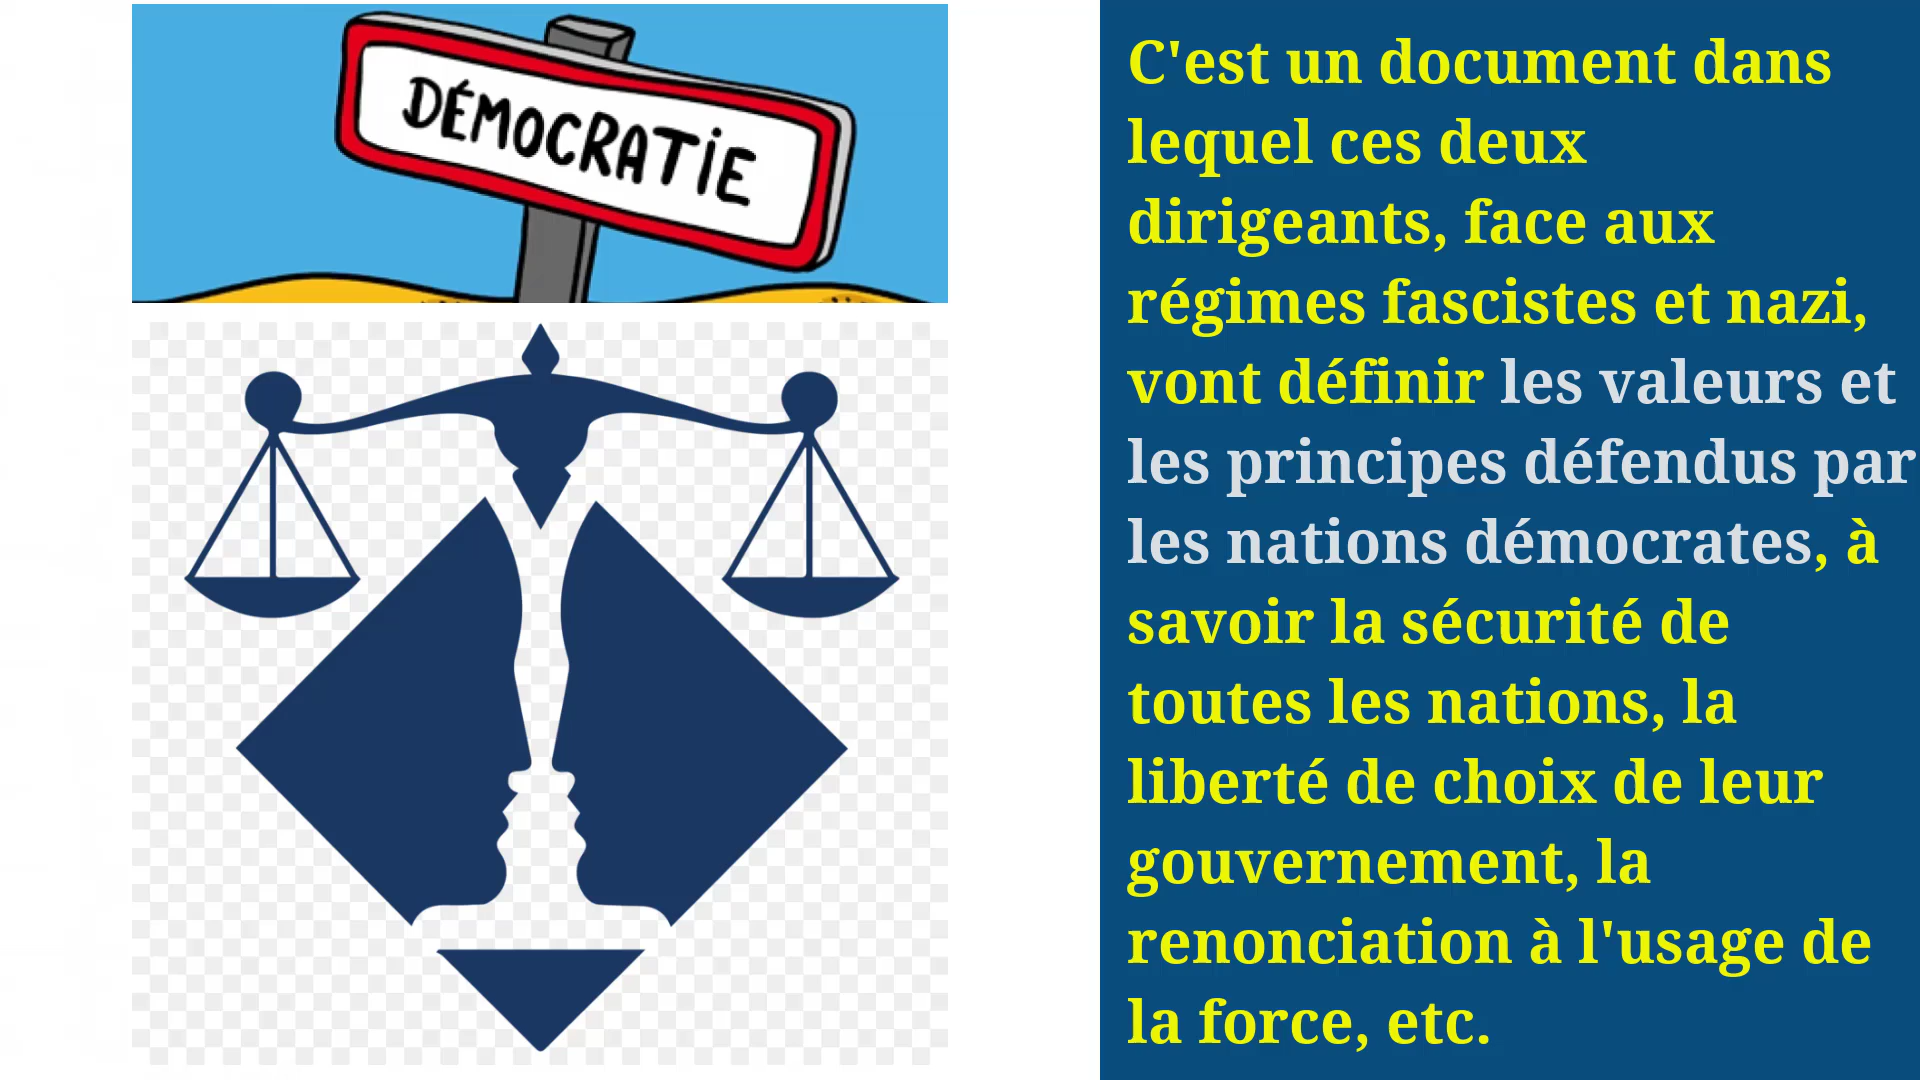 DÉMOCRATIE
C'est un document dans
lequel ces deux
dirigeants, face aux
régimes fascistes et nazi,
vont définir les valeurs et
les principes défendus par
les nations démocrates, à
savoir la sécurité de
toutes les nations, la
liberté de choix de leur
gouvernement, la
renonciation à l'usage de
la force, etc.